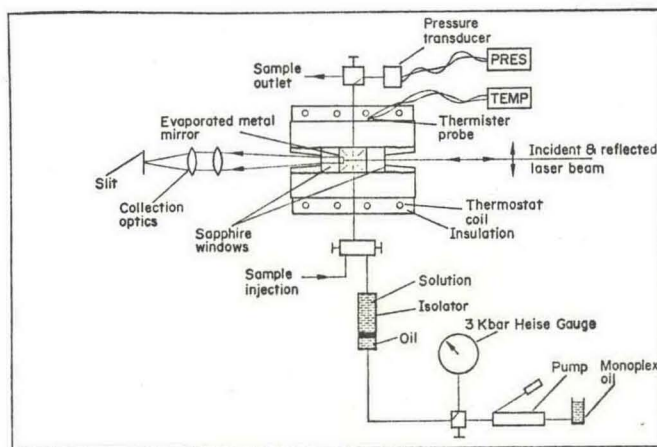 Pressure
transducer
PRES
Sample
outlet
TEMP
Evaporated metal
mirror
Thermister
probe
Incident & reflected
laser beam
Slit
Collection
optics
Sapphire
windows
Thermostat
coil
Insulation
Sample
injection
Solution
Isolator
Oil
3 Kbar Heise Gauge
Pump
Monoplex
oil